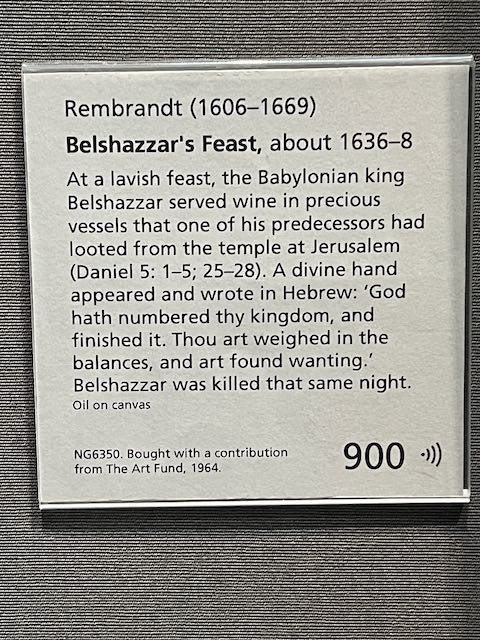 Rembrandt (1606–1669)
Belshazzar's Feast, about 1636–8
At a lavish feast, the Babylonian king
Belshazzar served wine in precious
vessels that one of his predecessors had
looted from the temple at Jerusalem
(Daniel 5: 1–5; 25–28). A divine hand
appeared and wrote in Hebrew: ‘God
hath numbered thy kingdom, and
finished it. Thou art weighed in the
balances, and art found wanting.’
Belshazzar was killed that same night.
Oil on canvas
NG6350. Bought with a contribution
from The Art Fund, 1964.
900